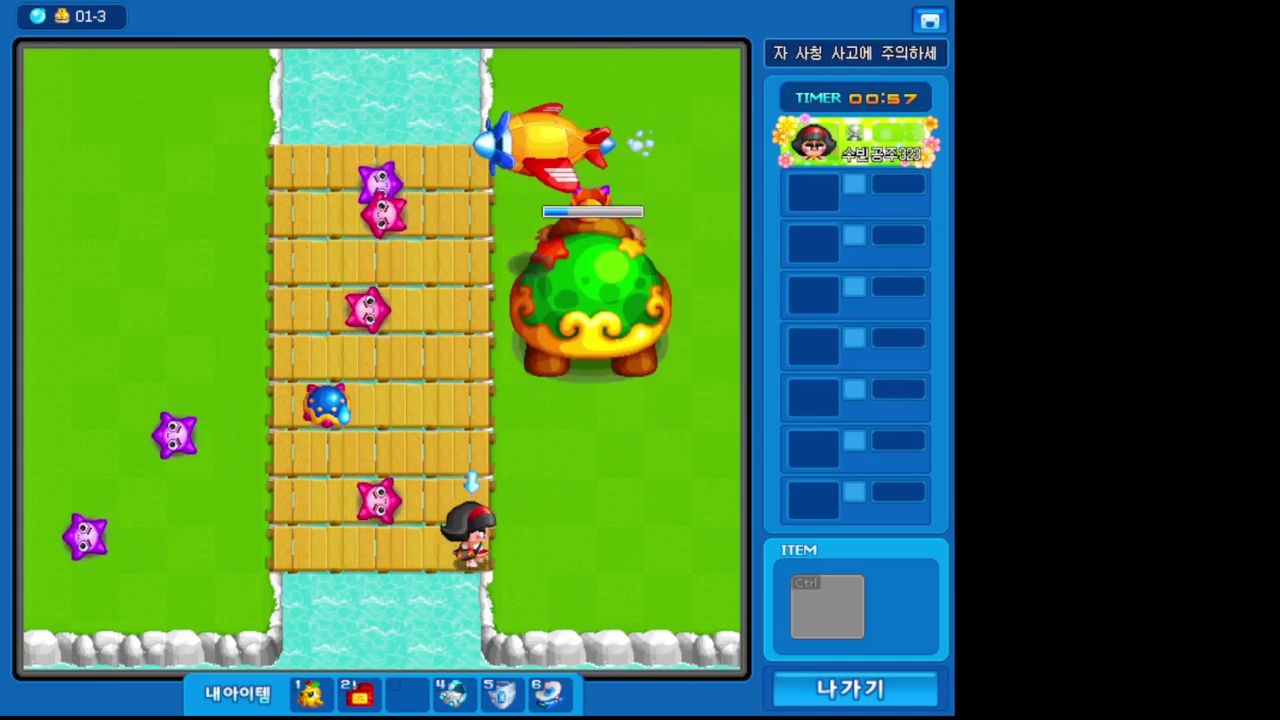 01-3
자 사칭 사고에 주의하세
TIMER 00:57
수빈공주323
ITEM
Ctrl
내아이템
1
2
4
5
6
나가기